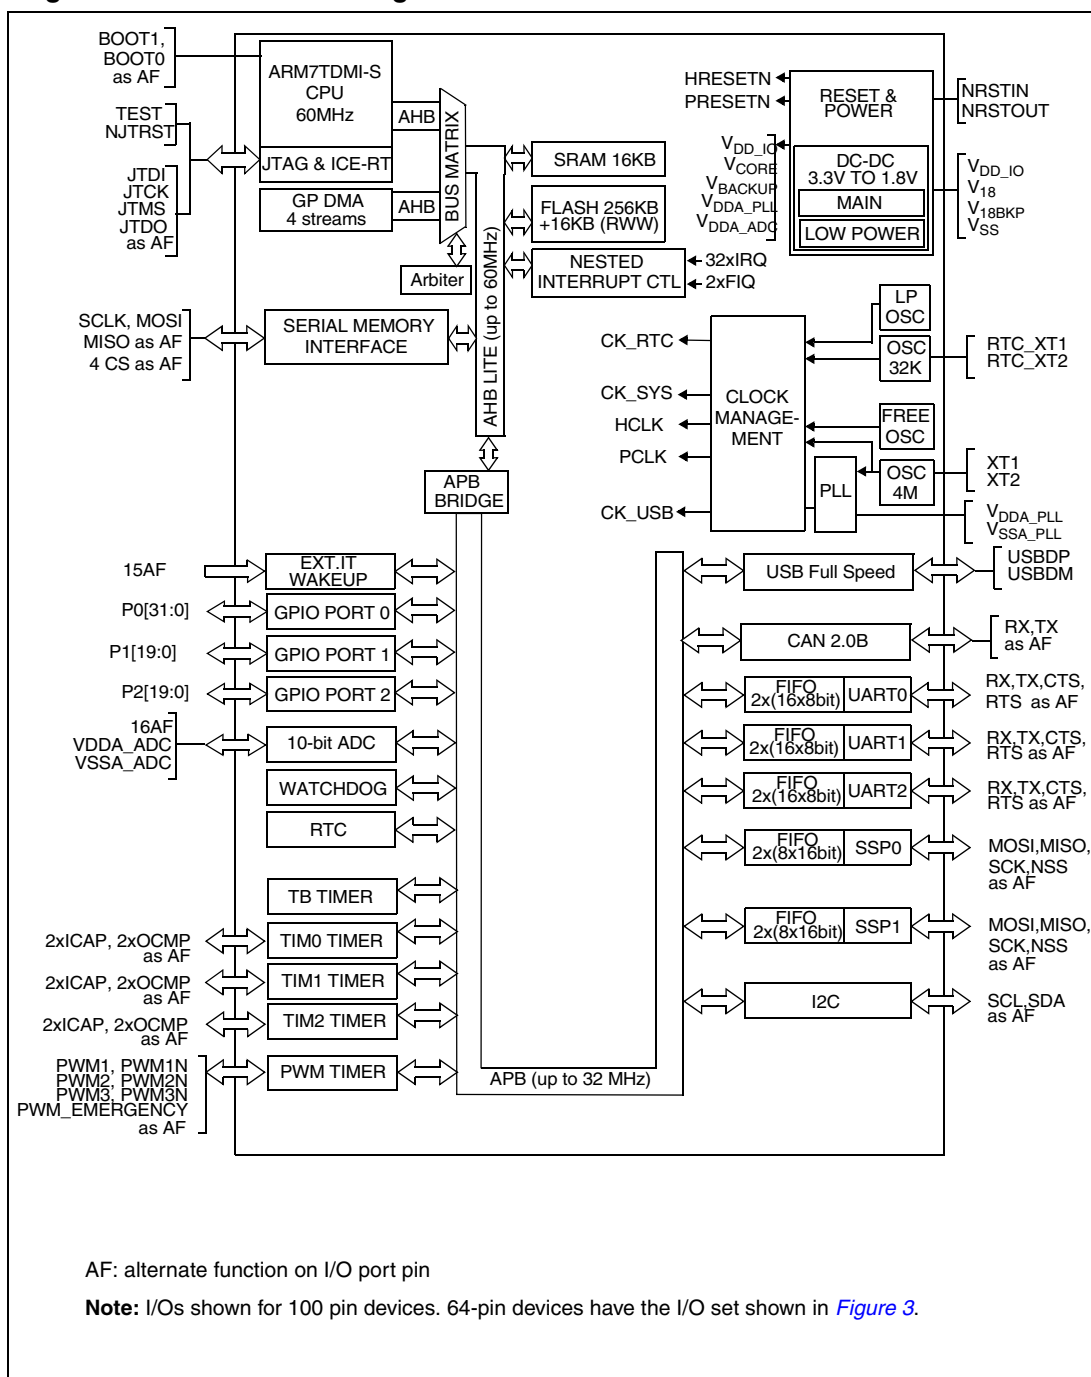 BOOT1,
BOOT0
as AF
TEST
NJTRST
JTDI
JTCK
JTMS
JTDO
as AF
ARM7TDMI-S
CPU
60MHz
JTAG & ICE-RT
GP DMA
4 streams
AHB
AHB
BUS MATRIX
Arbiter
SRAM 16KB
FLASH 256KB
+16KB (RWW)
NESTED
INTERRUPT CTL
32xIRQ
2xFIQ
AHB LITE (up to 60MHz)
HRESETN
PRESETN
VDD_IO
VCORE
VBACKUP
VDDA_PLL
VDDA_ADC
RESET &
POWER
DC-DC
3.3V TO 1.8V
MAIN
LOW POWER
NRSTIN
NRSTOUT
VDD_IO
V18
V18BKP
VSS
SCLK, MOSI
MISO as AF
4 CS as AF
SERIAL MEMORY
INTERFACE
CK_RTC
CK_SYS
HCLK
PCLK
CK_USB
CLOCK
MANAGE-
MENT
LP
OSC
OSC
32K
FREE
OSC
OSC
4M
PLL
RTC_XT1
RTC_XT2
XT1
XT2
VDDA_PLL
VSSA_PLL
APB
BRIDGE
15AF
EXT.IT
WAKEUP
P0[31:0]
GPIO PORT 0
P1[19:0]
GPIO PORT 1
P2[19:0]
GPIO PORT 2
16AF
VDDA_ADC
VSSA_ADC
10-bit ADC
WATCHDOG
RTC
TB TIMER
2xICAP, 2xOCMP
as AF
TIM0 TIMER
2xICAP, 2xOCMP
as AF
TIM1 TIMER
2xICAP, 2xOCMP
as AF
TIM2 TIMER
PWM1, PWM1N
PWM2, PWM2N
PWM3, PWM3N
PWM_EMERGENCY
as AF
PWM TIMER
APB (up to 32 MHz)
USB Full Speed
USBDP
USBDM
CAN 2.0B
RX,TX
as AF
FIFO
2x(16x8bit)
UART0
RX,TX,CTS,
RTS as AF
FIFO
2x(16x8bit)
UART1
RX,TX,CTS,
RTS as AF
FIFO
2x(16x8bit)
UART2
RX,TX,CTS,
RTS as AF
FIFO
2x(8x16bit)
SSP0
MOSI,MISO,
SCK,NSS
as AF
FIFO
2x(8x16bit)
SSP1
MOSI,MISO,
SCK,NSS
as AF
I2C
SCL,SDA
as AF
AF: alternate function on I/O port pin
Note: I/Os shown for 100 pin devices. 64-pin devices have the I/O set shown in Figure 3.